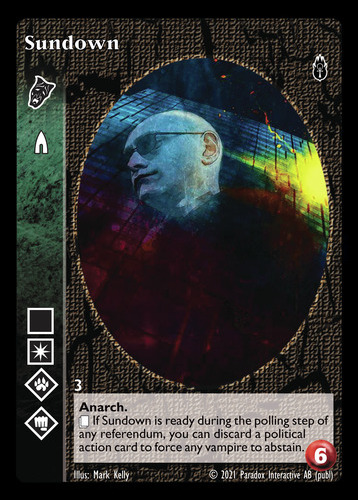 Sundown
3
Anarch.
If Sundown is ready during the polling step of
any referendum, you can discard a political
action card to force any vampire to abstain.
6
Illus: Mark Kelly © 2021 Paradox Interactive AB (publ)